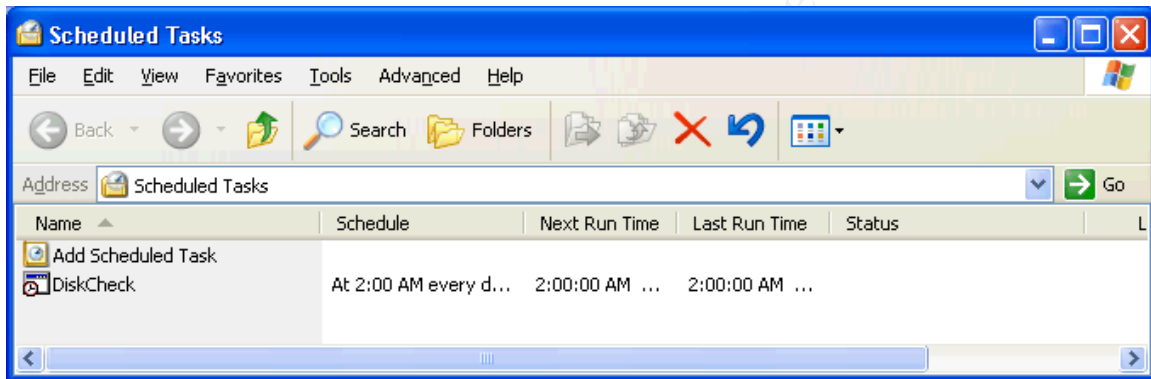 Scheduled Tasks
File Edit View Favorites Tools Advanced Help
Back Search Folders
Address Scheduled Tasks Go
Name Schedule Next Run Time Last Run Time Status L
Add Scheduled Task
DiskCheck At 2:00 AM every d... 2:00:00 AM ... 2:00:00 AM ...